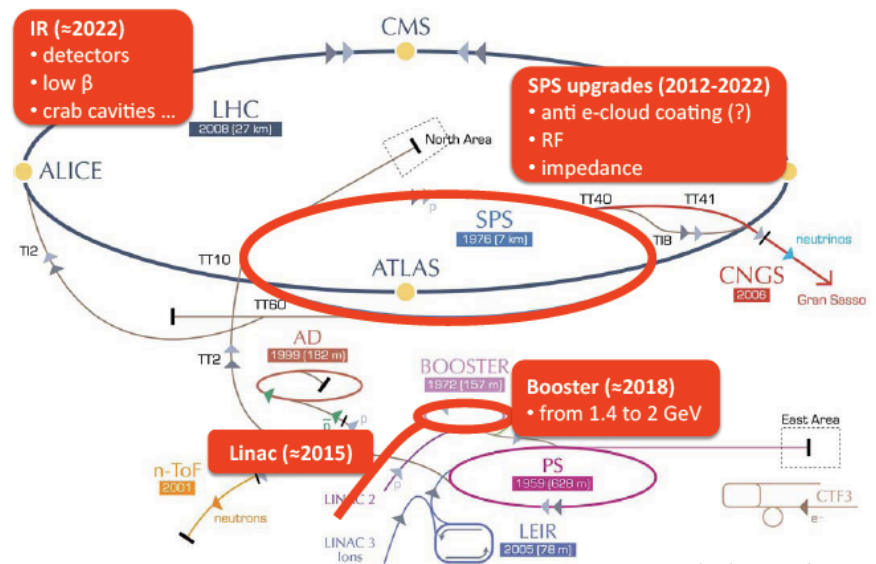 IR (≈2022)
• detectors
• low β
• crab cavities ...
CMS
SPS upgrades (2012-2022)
• anti e-cloud coating (?)
• RF
• impedance
LHC
2008 (27 km)
North Area
ALICE
TT40
TT41
p
SPS
1976 (7 km)
TI2
TT10
TI8
neutrinos
ATLAS
CNGS
2006
Gran Sasso
TT60
AD
1999 (182 m)
TT2
BOOSTER
1972 (157 m)
Booster (≈2018)
• from 1.4 to 2 GeV
p
p̅
East Area
Linac (≈2015)
n-ToF
2001
PS
1959 (628 m)
LINAC 2
p
neutrons
CTF3
e-
LEIR
2005 (78 m)
LINAC 3
Ions